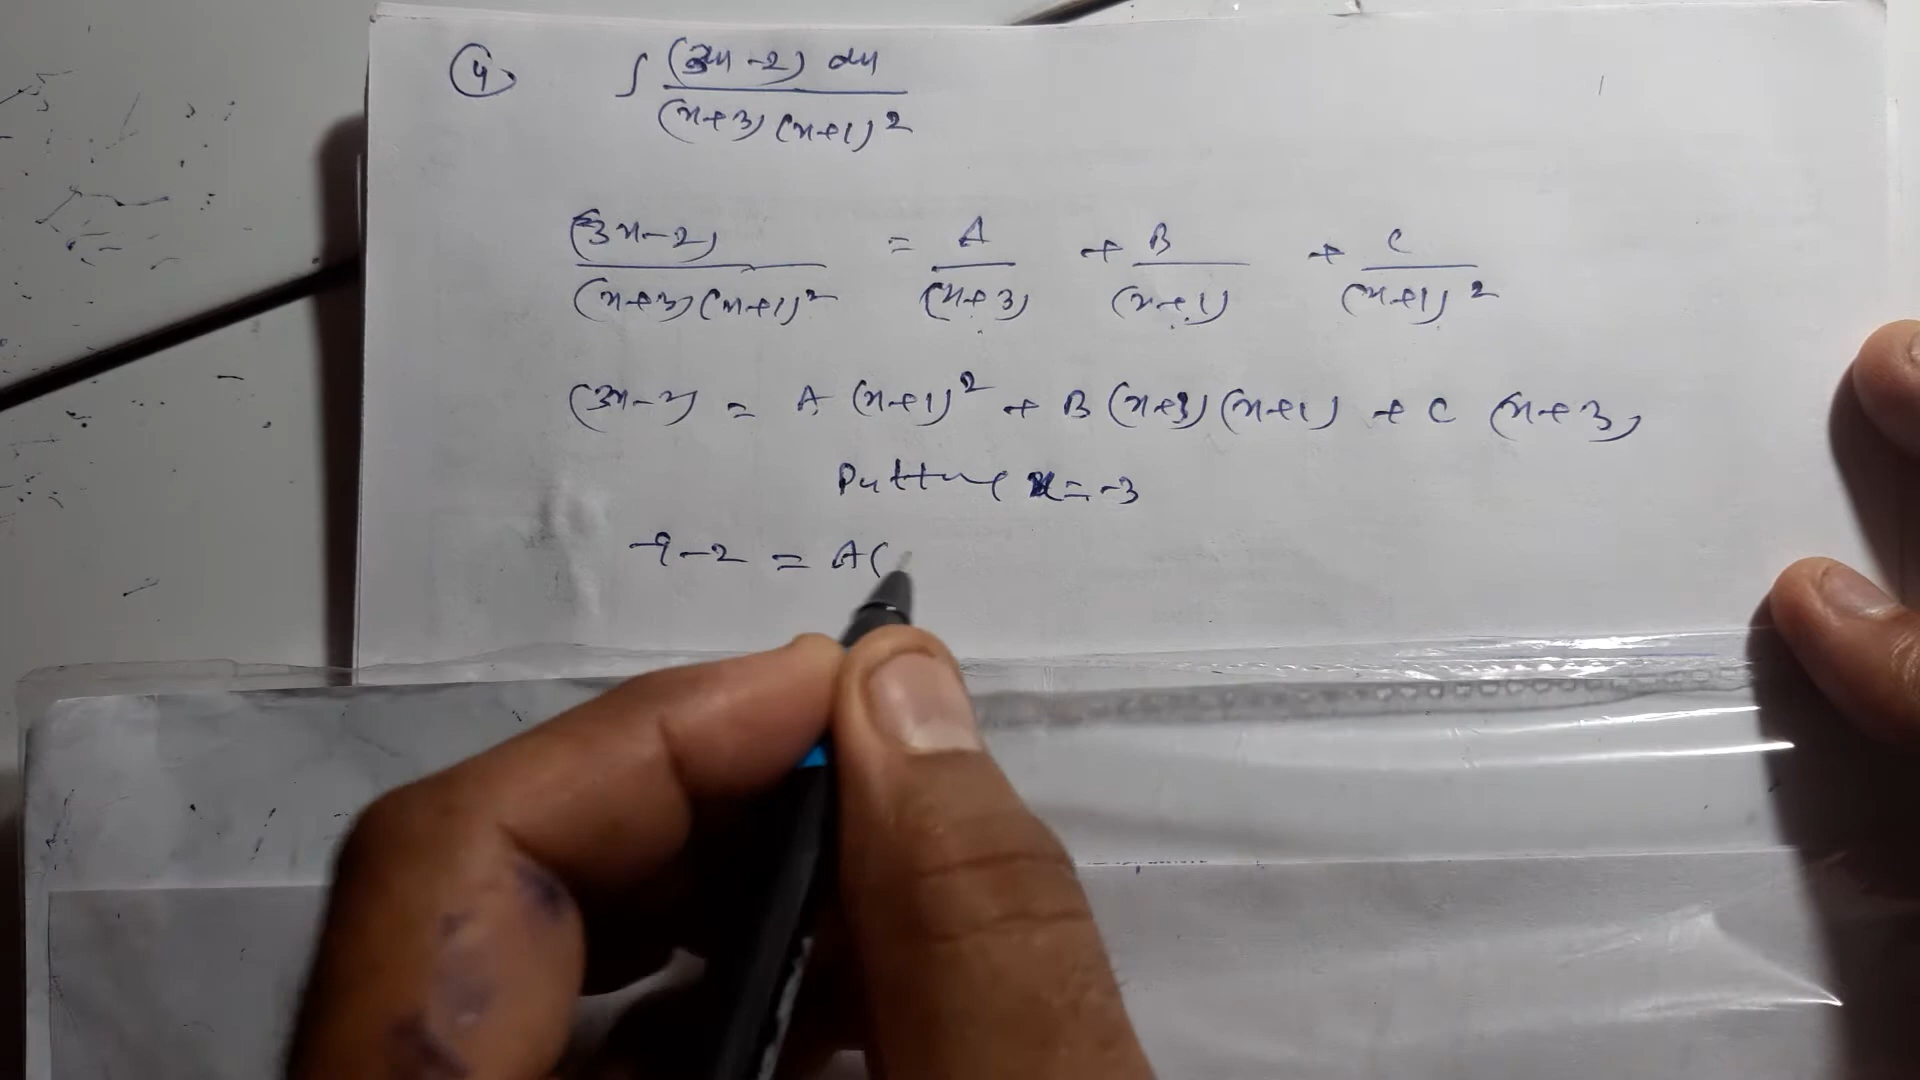 ④ ∫ (3x-2) dx / (x+3) (x+1)²
(3x-2) / (x+3)(x+1)² = A / (x+3) + B / (x+1) + C / (x+1)²
(3x-2) = A (x+1)² + B (x+3) (x+1) + C (x+3)
Putting x=-3
-9-2 = A(